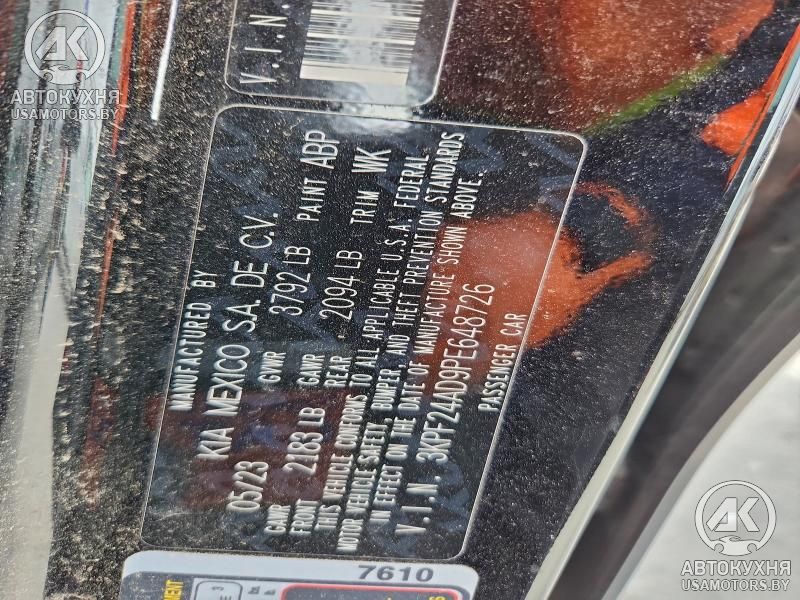 V.I.N.
MANUFACTURED BY
KIA MEXICO S.A. DE C.V.
05/23 GVWR 3792 LB PAINT ABP
GAWR FRONT 2183 LB GAWR REAR 2094 LB TRIM WK
THIS VEHICLE CONFORMS TO ALL APPLICABLE U.S.A. FEDERAL
MOTOR VEHICLE SAFETY, BUMPER, AND THEFT PREVENTION STANDARDS
IN EFFECT ON THE DATE OF MANUFACTURE SHOWN ABOVE.
V.I.N. 3KPF24AD9PE648726
PASSENGER CAR
7610
AK
АВТОКУХНЯ
USAMOTORS.BY
AK
АВТОКУХНЯ
USAMOTORS.BY